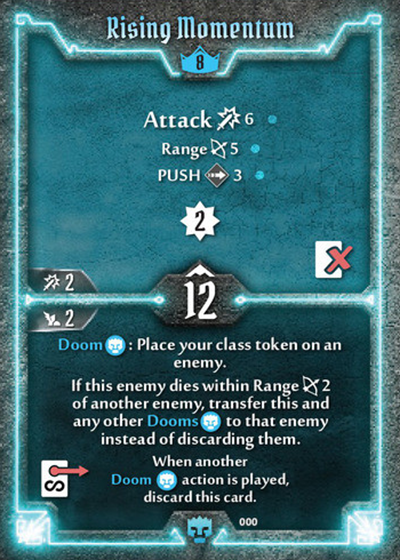 Rising Momentum
8
Attack 6
Range 5
PUSH 3
2
2
12
2
Doom : Place your class token on an
enemy.
If this enemy dies within Range 2
of another enemy, transfer this and
any other Dooms to that enemy
instead of discarding them.
When another
Doom action is played,
discard this card.
000